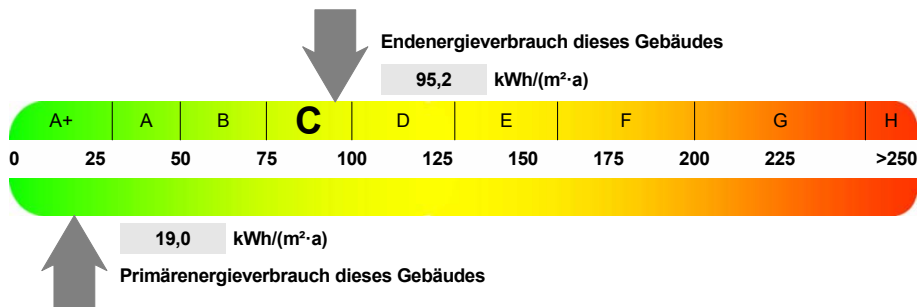 Endenergieverbrauch dieses Gebäudes
95,2 kWh/(m²·a)
A+ A B C D E F G H
0 25 50 75 100 125 150 175 200 225 >250
19,0 kWh/(m²·a)
Primärenergieverbrauch dieses Gebäudes